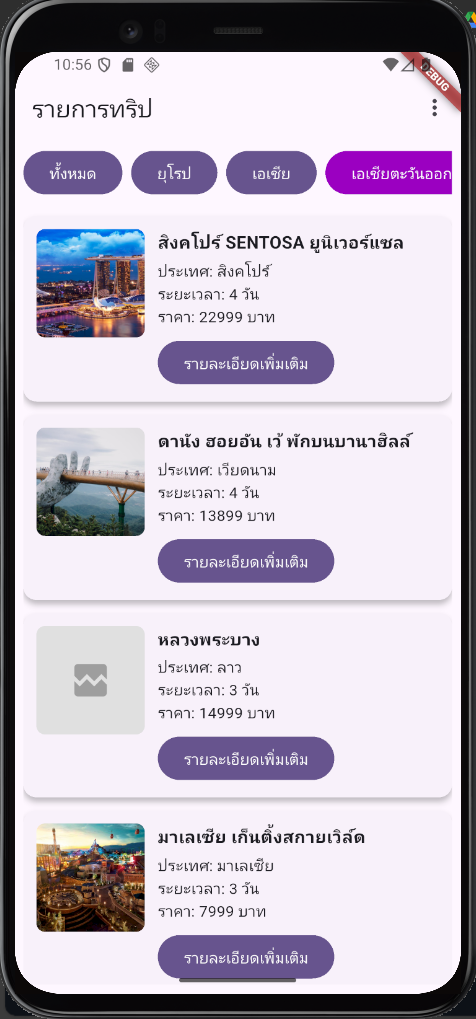 10:56
DEBUG
รายการทริป
ทั้งหมด
ยุโรป
เอเชีย
เอเชียตะวันออก
สิงคโปร์ SENTOSA ยูนิเวอร์แซล
ประเทศ: สิงคโปร์
ระยะเวลา: 4 วัน
ราคา: 22999 บาท
รายละเอียดเพิ่มเติม
ดานัง ฮอยอัน เว้ พักบนบานาฮิลล์
ประเทศ: เวียดนาม
ระยะเวลา: 4 วัน
ราคา: 13899 บาท
รายละเอียดเพิ่มเติม
หลวงพระบาง
ประเทศ: ลาว
ระยะเวลา: 3 วัน
ราคา: 14999 บาท
รายละเอียดเพิ่มเติม
มาเลเซีย เก็นติ้งสกายเวิล์ด
ประเทศ: มาเลเซีย
ระยะเวลา: 3 วัน
ราคา: 7999 บาท
รายละเอียดเพิ่มเติม